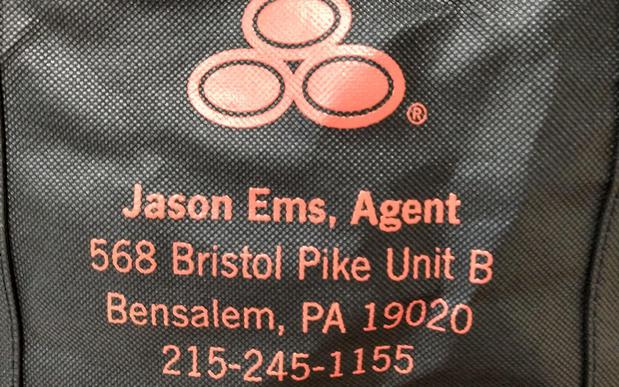 ®
Jason Ems, Agent
568 Bristol Pike Unit B
Bensalem, PA 19020
215-245-1155